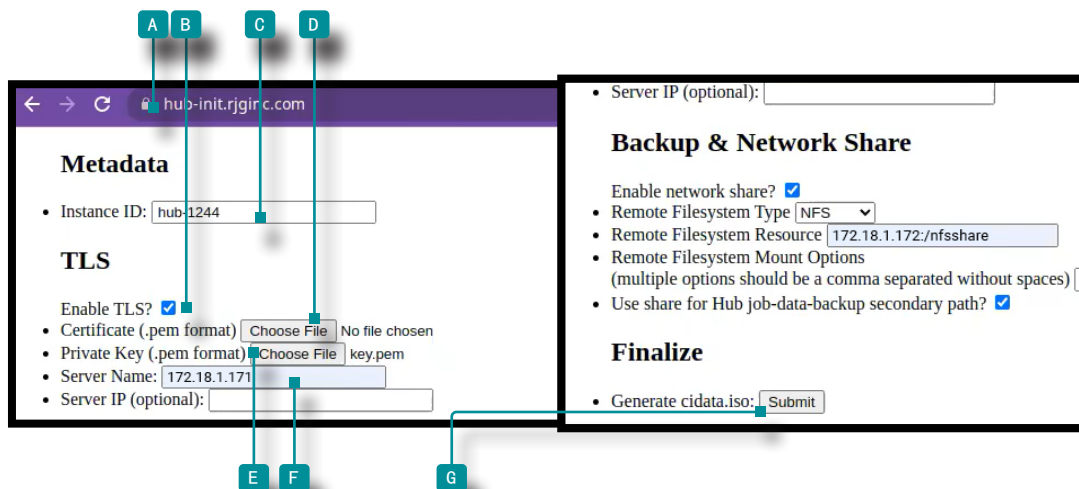 A B C D
hub-init.rjginc.com
Metadata
• Instance ID: hub-1244
TLS
Enable TLS?
• Certificate (.pem format) Choose File No file chosen
• Private Key (.pem format) Choose File key.pem
• Server Name: 172.18.1.171
• Server IP (optional):
E F
• Server IP (optional):
Backup & Network Share
Enable network share?
• Remote Filesystem Type NFS
• Remote Filesystem Resource 172.18.1.172:/nfsshare
• Remote Filesystem Mount Options
(multiple options should be a comma separated without spaces)
• Use share for Hub job-data-backup secondary path?
Finalize
• Generate cidata.iso: Submit
G